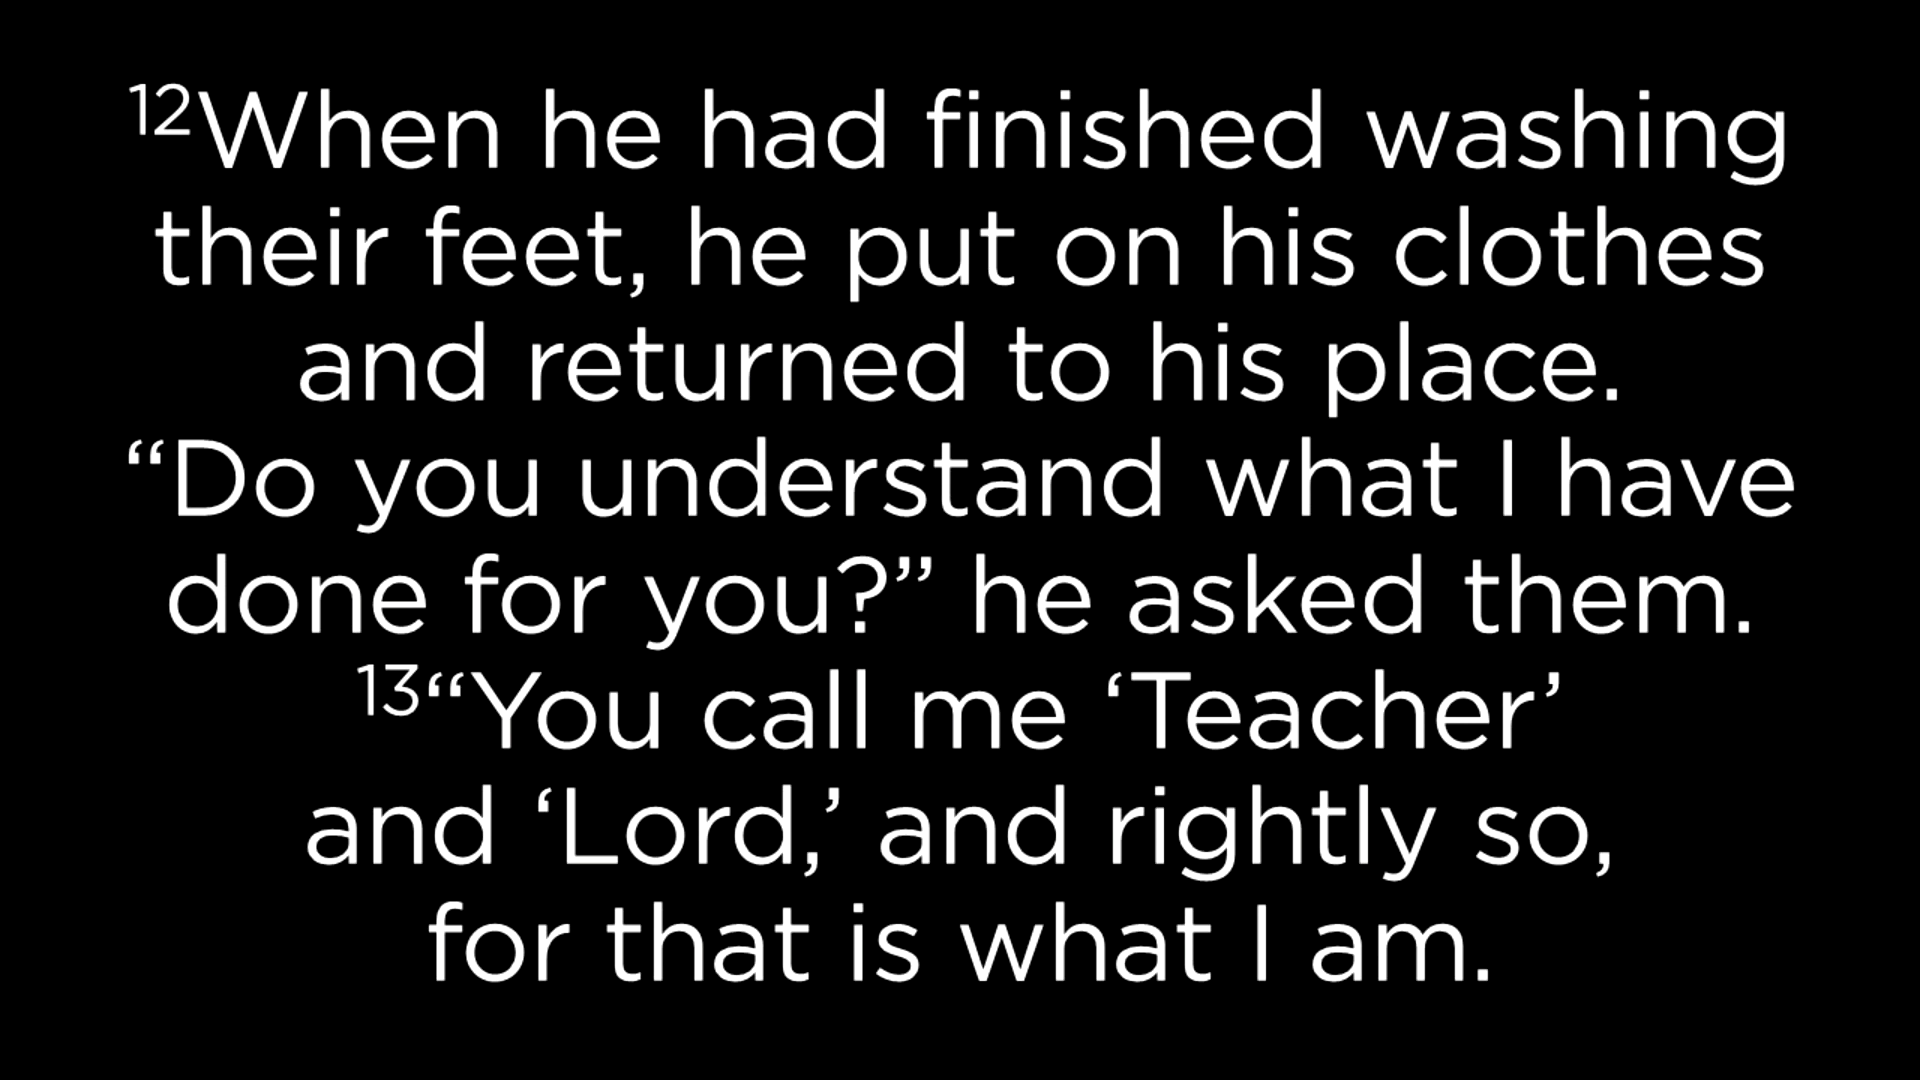 12When he had finished washing
their feet, he put on his clothes
and returned to his place.
“Do you understand what I have
done for you?” he asked them.
13“You call me ‘Teacher’
and ‘Lord,’ and rightly so,
for that is what I am.